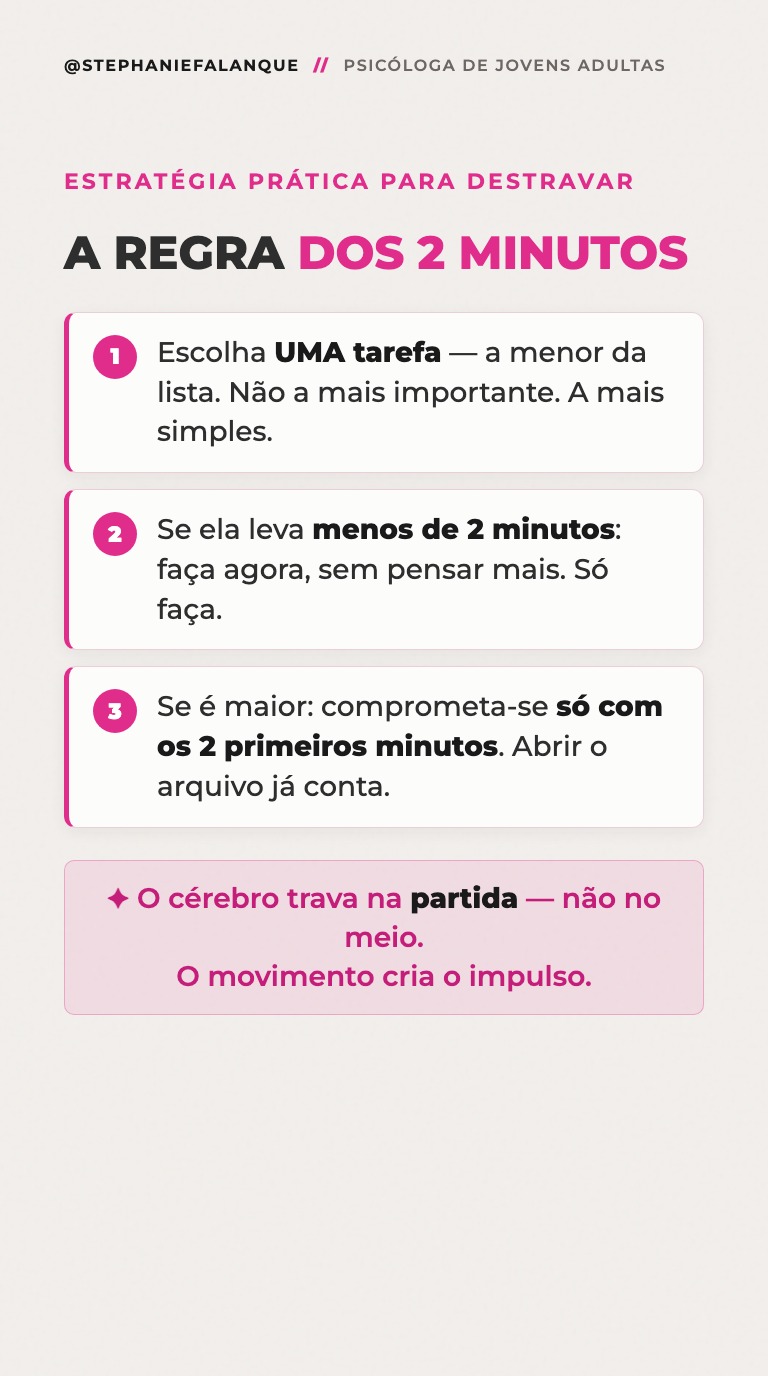 @STEPHANIEFALANQUE // PSICÓLOGA DE JOVENS ADULTAS
ESTRATÉGIA PRÁTICA PARA DESTRAVAR
A REGRA DOS 2 MINUTOS
1
Escolha UMA tarefa — a menor da
lista. Não a mais importante. A mais
simples.
2
Se ela leva menos de 2 minutos:
faça agora, sem pensar mais. Só
faça.
3
Se é maior: comprometa-se só com
os 2 primeiros minutos. Abrir o
arquivo já conta.
✦ O cérebro trava na partida — não no
meio.
O movimento cria o impulso.